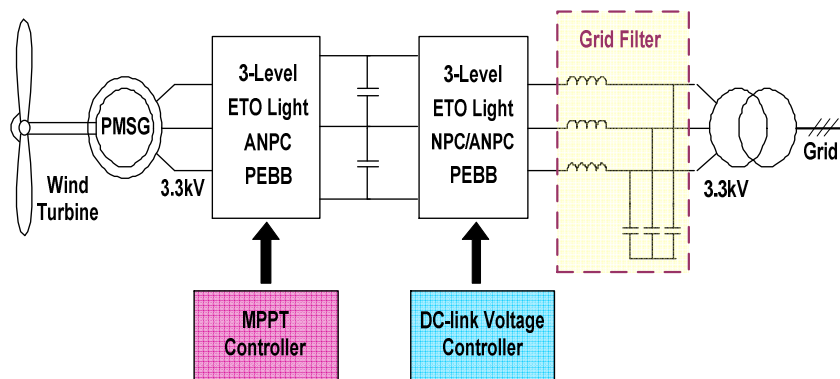 Grid Filter
3-Level
ETO Light
ANPC
PEBB
3-Level
ETO Light
NPC/ANPC
PEBB
PMSG
Wind
Turbine
3.3kV
3.3kV
Grid
MPPT
Controller
DC-link Voltage
Controller